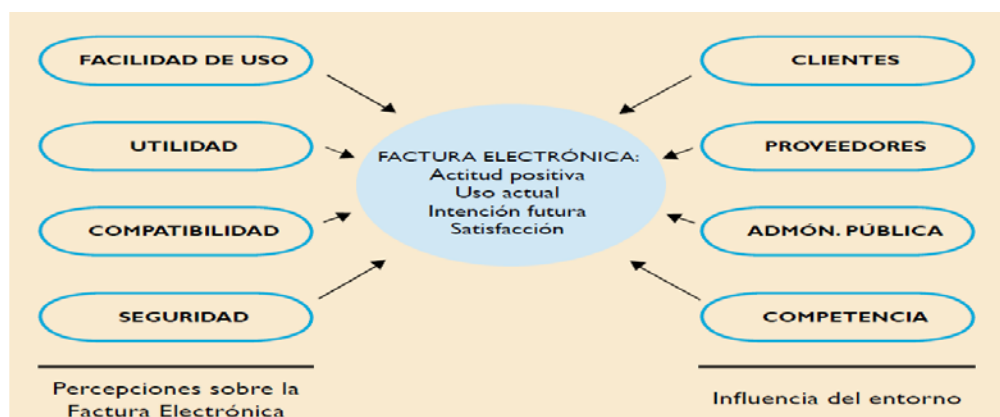 FACILIDAD DE USO
UTILIDAD
COMPATIBILIDAD
SEGURIDAD
Percepciones sobre la
Factura Electrónica
FACTURA ELECTRÓNICA:
Actitud positiva
Uso actual
Intención futura
Satisfacción
CLIENTES
PROVEEDORES
ADMÓN. PÚBLICA
COMPETENCIA
Influencia del entorno